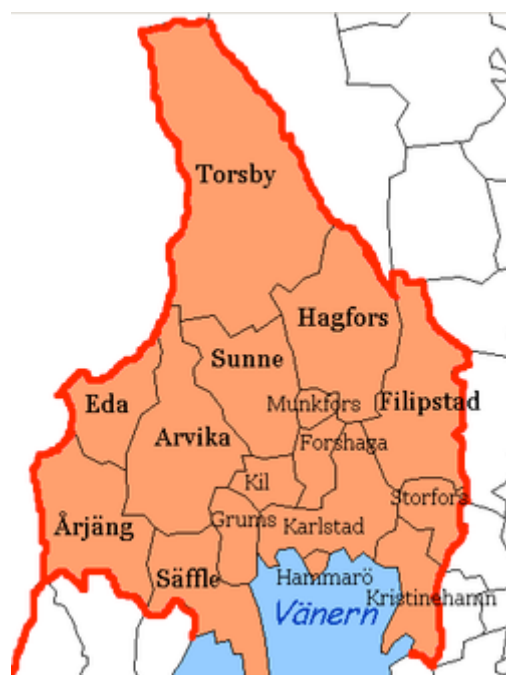 Torsby
Hagfors
Sunne
Munkfors
Filipstad
Eda
Arvika
Forshaga
Kil
Storfors
Årjäng
Grums
Karlstad
Säffle
Hammarö
Kristinehamn
Vänern